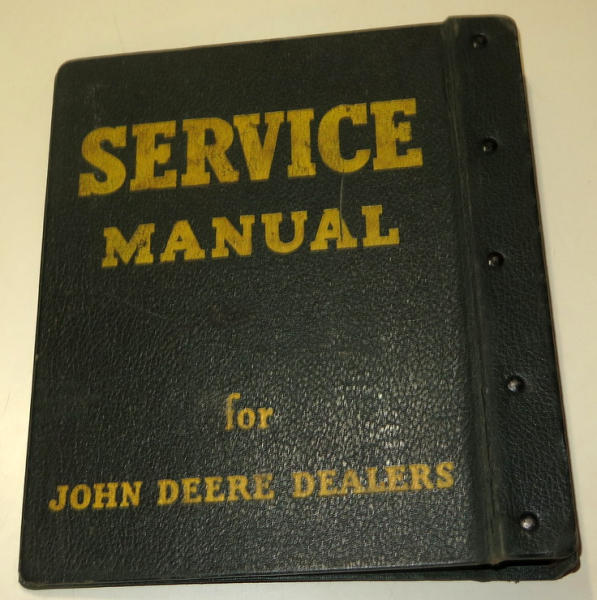 SERVICE
MANUAL
for
JOHN DEERE DEALERS